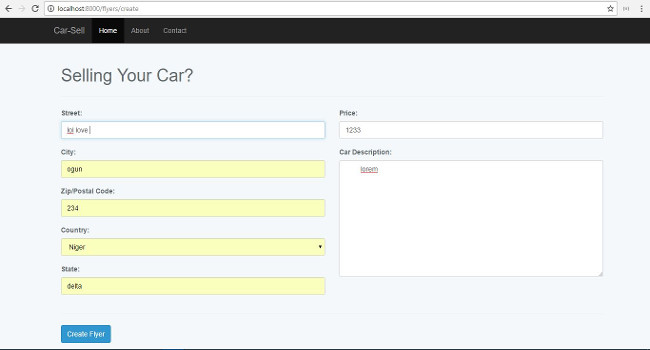 localhost:8000/flyers/create
Car-Sell Home About Contact
Selling Your Car?
Street:
lol love
City:
ogun
Zip/Postal Code:
234
Country:
Niger
State:
delta
Price:
1233
Car Description:
lorem
Create Flyer